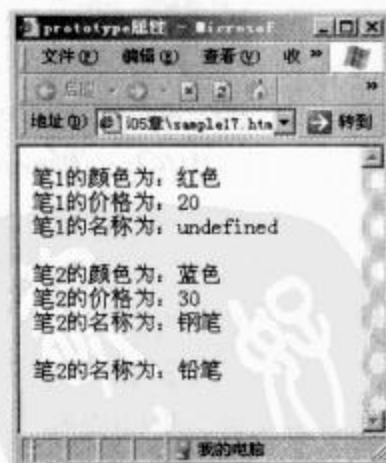 prototype属性 - Microsof
文件(F) 编辑(E) 查看(V) 收 »
后退 »
地址(D) \05章\sample17.htm 转到
笔1的颜色为：红色
笔1的价格为：20
笔1的名称为：undefined
笔2的颜色为：蓝色
笔2的价格为：30
笔2的名称为：钢笔
笔2的名称为：铅笔
我的电脑